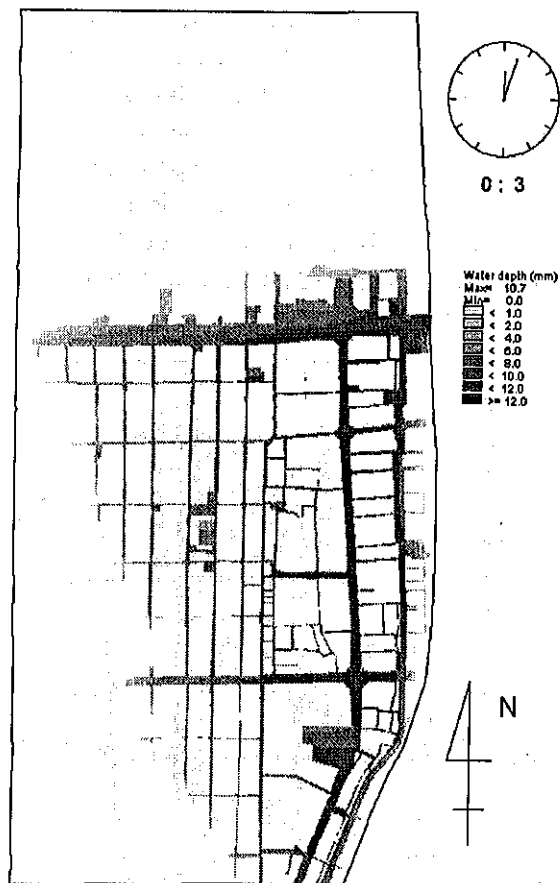 0 : 3
Water depth (mm)
Max= 10.7
Min= 0.0
< 1.0
< 2.0
< 4.0
< 6.0
< 8.0
< 10.0
< 12.0
>= 12.0
N